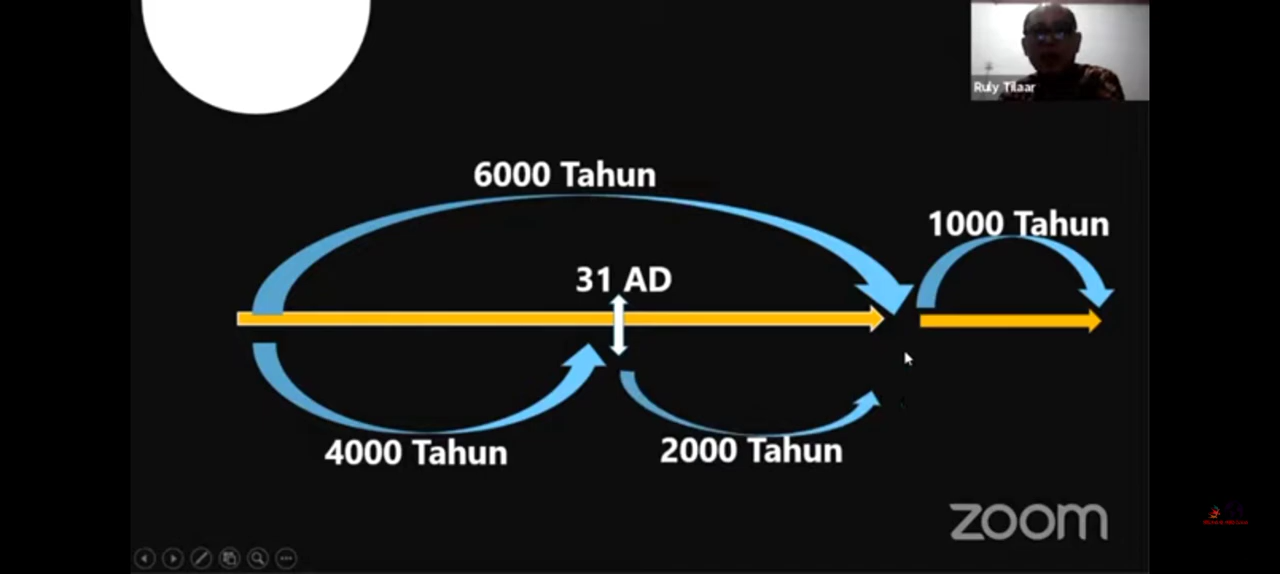 Ruly Tilaar
6000 Tahun
1000 Tahun
31 AD
4000 Tahun
2000 Tahun
zoom